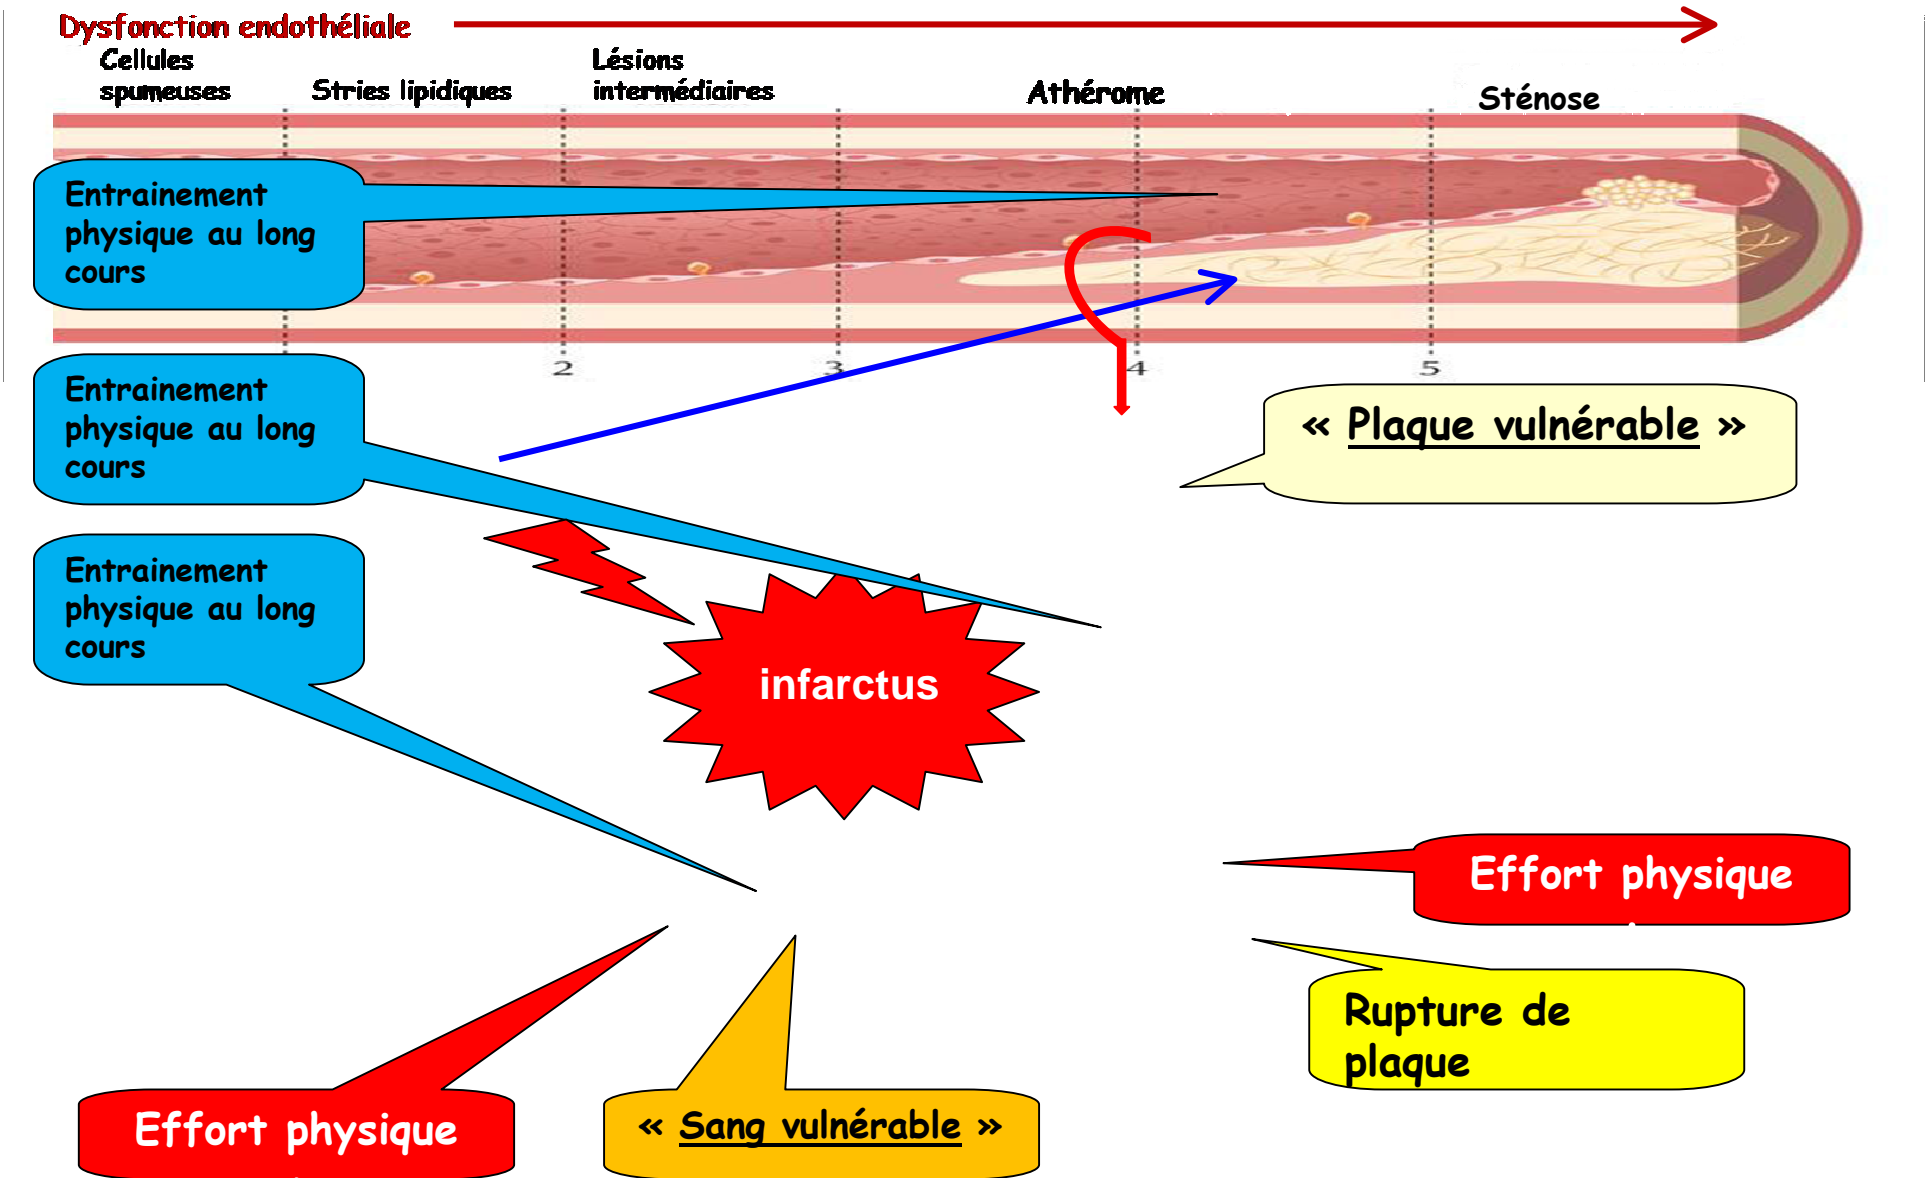 Dysfonction endothéliale
Cellules
spumeuses
Stries lipidiques
Lésions
intermédiaires
Athérome
Sténose
Entrainement
physique au long
cours
2
3
4
5
Entrainement
physique au long
cours
« Plaque vulnérable »
Entrainement
physique au long
cours
infarctus
Effort physique
Rupture de
plaque
Effort physique
« Sang vulnérable »